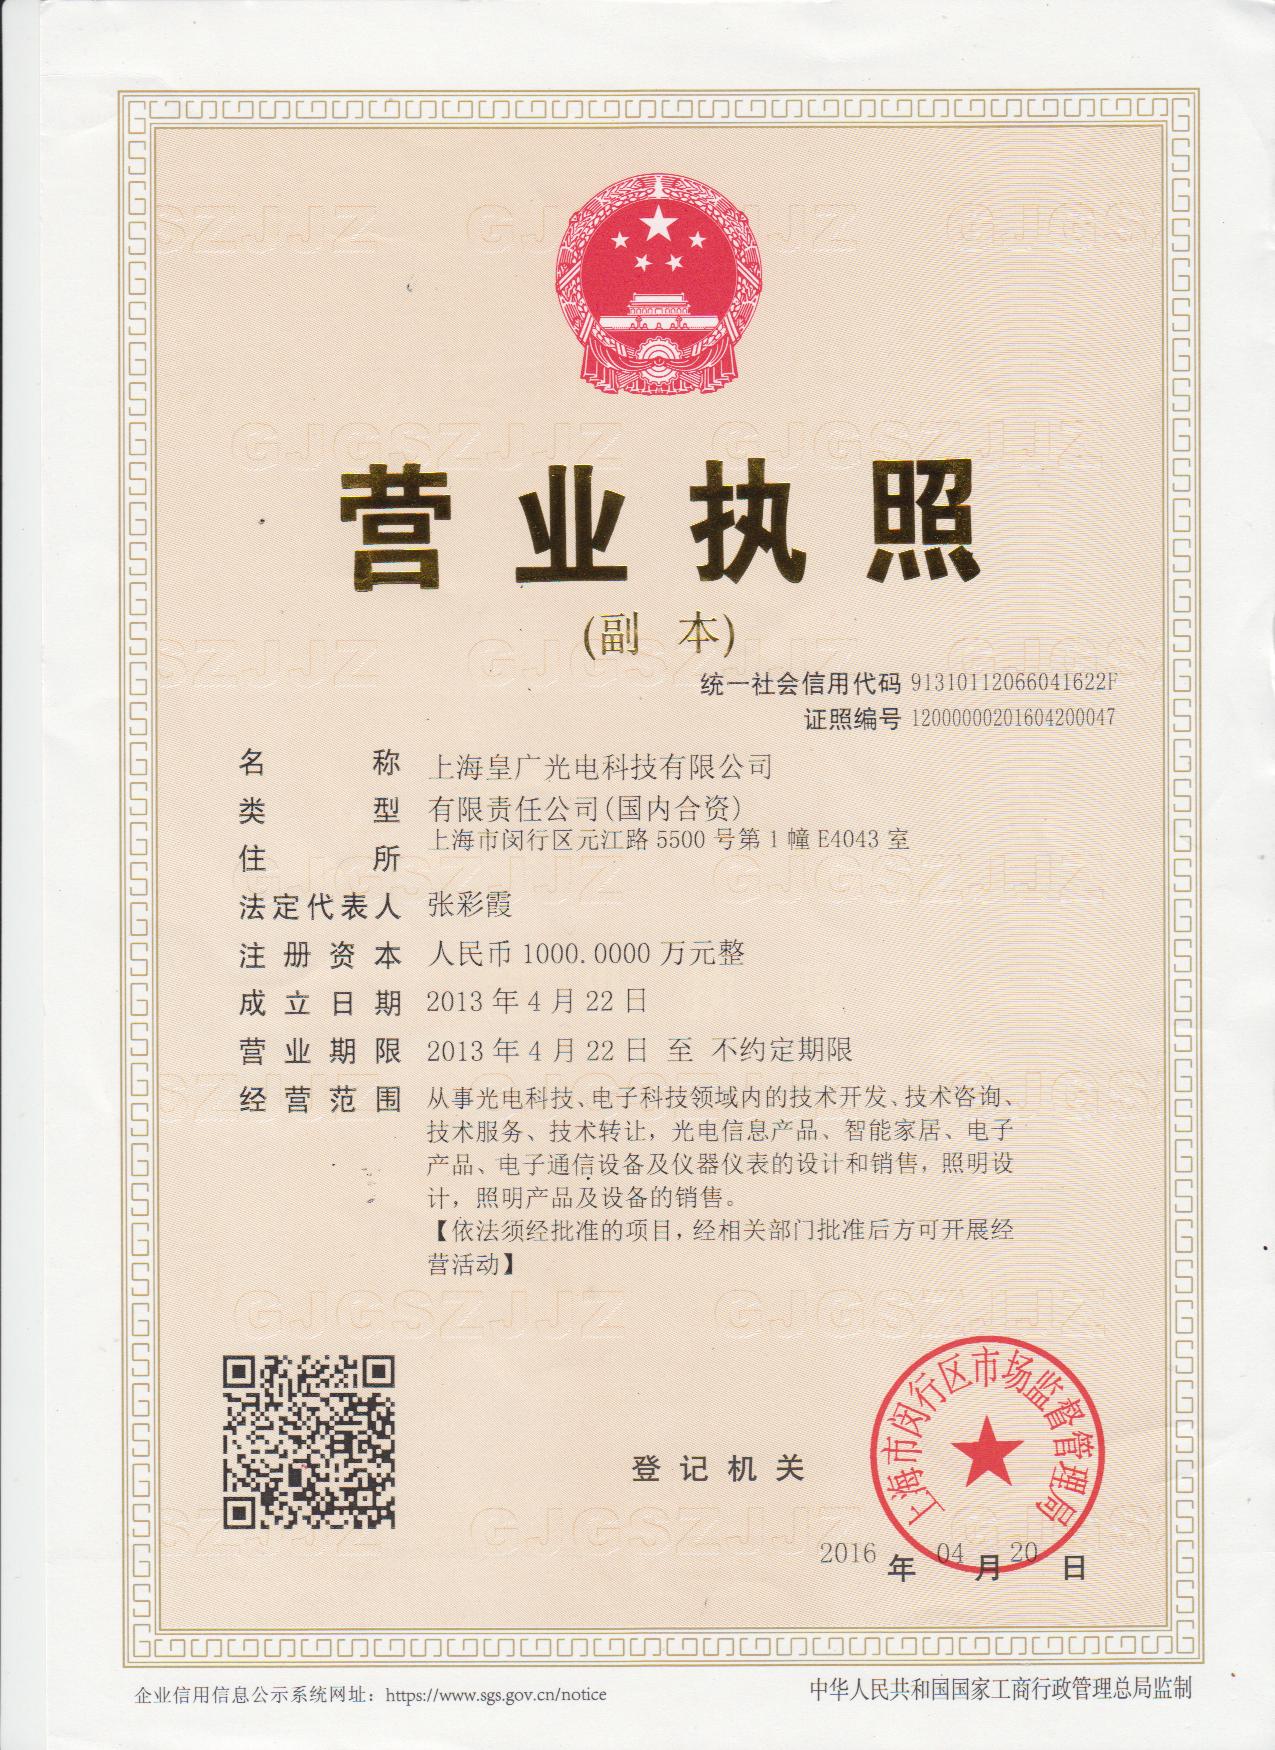 营业执照
(副 本)
统一社会信用代码 91310112066041622F
证照编号 12000000201604200047
名称 上海皇广光电科技有限公司
类型 有限责任公司(国内合资)
住所 上海市闵行区元江路 5500 号第 1 幢 E4043 室
法定代表人 张彩霞
注册资本 人民币 1000.0000 万元整
成立日期 2013 年 4 月 22 日
营业期限 2013 年 4 月 22 日 至 不约定期限
经营范围 从事光电科技、电子科技领域内的技术开发、技术咨询、
技术服务、技术转让，光电信息产品、智能家居、电子
产品、电子通信设备及仪器仪表的设计和销售，照明设
计，照明产品及设备的销售。
【依法须经批准的项目，经相关部门批准后方可开展经
营活动】
登记机关
上海市闵行区市场监督管理局
2016 年 04 月 20 日
企业信用信息公示系统网址：https://www.sgs.gov.cn/notice
中华人民共和国国家工商行政管理总局监制